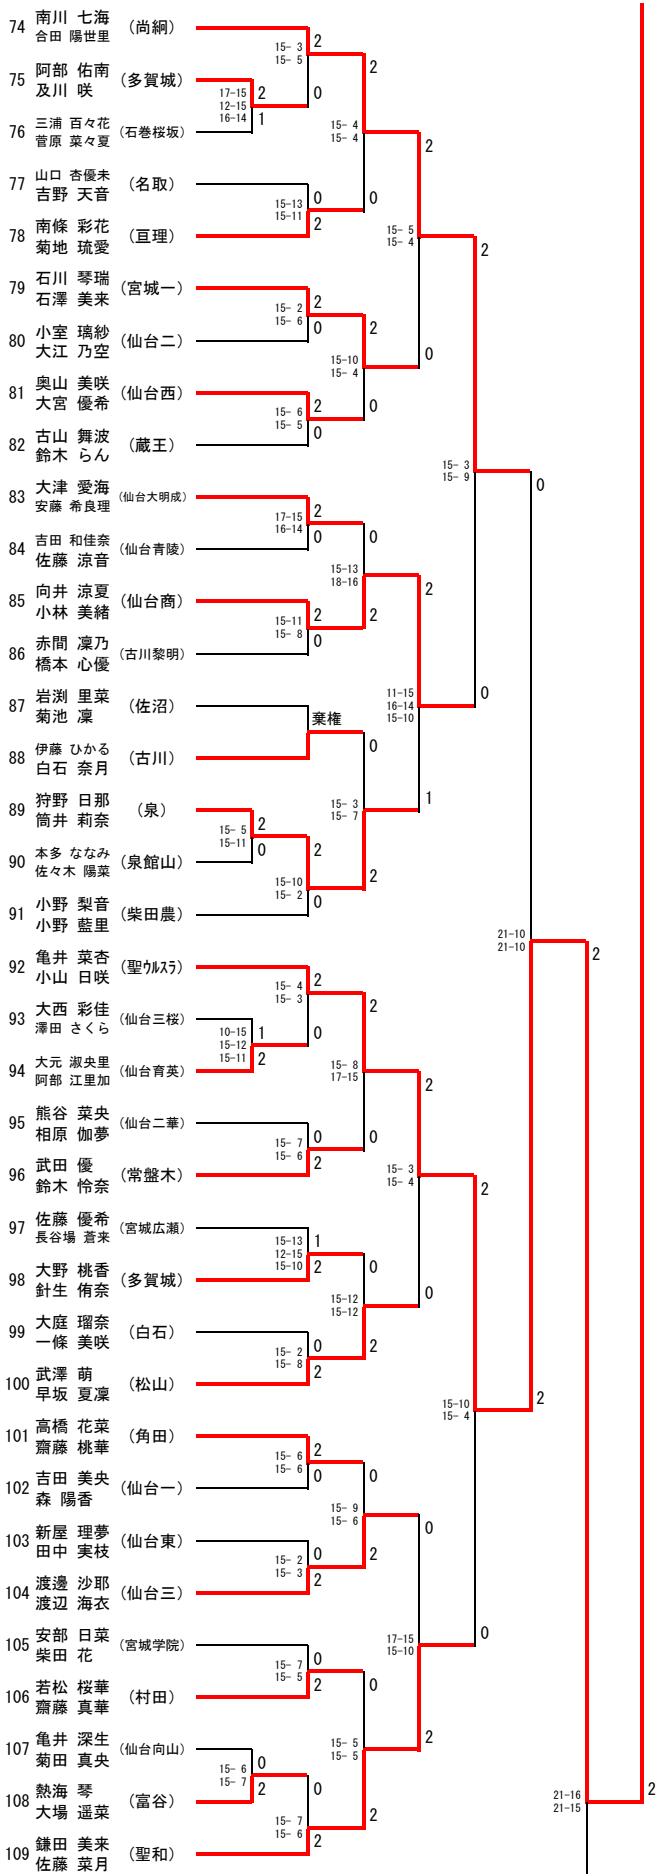 74 南川 七海 (尚絅)
合田 陽世里
15- 3
15- 5
2
2
75 阿部 佑南 (多賀城)
及川 咲
17-15
12-15
16-14
2
1
0
76 三浦 百々花 (石巻桜坂)
菅原 菜々夏
15- 4
15- 4
2
77 山口 杏優未 (名取)
吉野 天音
15-13
15-11
0
2
0
78 南條 彩花 (亘理)
菊地 琉愛
15- 5
15- 4
2
79 石川 琴瑞 (宮城一)
石澤 美来
15- 2
15- 6
2
0
2
80 小室 璃紗 (仙台二)
大江 乃空
15-10
15- 4
0
81 奥山 美咲 (仙台西)
大宮 優希
15- 6
15- 5
2
0
0
82 古山 舞波 (蔵王)
鈴木 らん
15- 3
15- 9
0
83 大津 愛海 (仙台大明成)
安藤 希良理
17-15
16-14
2
0
0
84 吉田 和佳奈 (仙台青陵)
佐藤 涼音
15-13
18-16
2
85 向井 涼夏 (仙台商)
小林 美緒
15-11
15- 8
2
0
2
86 赤間 凜乃 (古川黎明)
橋本 心優
11-15
16-14
15-10
0
87 岩渕 里菜 (佐沼)
菊池 凜
棄権
0
88 伊藤 ひかる (古川)
白石 奈月
15- 3
15- 7
1
89 狩野 日那 (泉)
筒井 莉奈
15- 5
15-11
2
0
2
90 本多 ななみ (泉館山)
佐々木 陽菜
15-10
15- 2
0
2
91 小野 梨音 (柴田農)
小野 藍里
21-10
21-10
2
92 亀井 菜杏 (聖ウルスラ)
小山 日咲
15- 4
15- 3
2
2
93 大西 彩佳 (仙台三桜)
澤田 さくら
10-15
15-12
15-11
1
2
0
94 大元 淑央里 (仙台育英)
阿部 江里加
15- 8
17-15
2
95 熊谷 菜央 (仙台二華)
相原 伽夢
15- 7
15- 6
0
2
0
96 武田 優 (常盤木)
鈴木 怜奈
15- 3
15- 4
2
97 佐藤 優希 (宮城広瀬)
長谷場 蒼来
15-13
12-15
15-10
1
2
0
98 大野 桃香 (多賀城)
針生 侑奈
15-12
15-12
0
99 大庭 瑠奈 (白石)
一條 美咲
15- 2
15- 8
0
2
2
100 武澤 萌 (松山)
早坂 夏凜
15-10
15- 4
2
101 高橋 花菜 (角田)
齋藤 桃華
15- 6
15- 6
2
0
0
102 吉田 美央 (仙台一)
森 陽香
15- 9
15- 6
0
103 新屋 理夢 (仙台東)
田中 実枝
15- 2
15- 3
0
2
2
104 渡邊 沙耶 (仙台三)
渡辺 海衣
17-15
15-10
0
105 安部 日菜 (宮城学院)
柴田 花
15- 7
15- 5
0
2
0
106 若松 桜華 (村田)
齋藤 真華
15- 5
15- 5
2
107 亀井 深生 (仙台向山)
菊田 真央
15- 6
15- 7
0
2
0
108 熱海 琴 (富谷)
大場 遥菜
15- 7
15- 6
2
2
109 鎌田 美来 (聖和)
佐藤 菜月
21-16
21-15
2